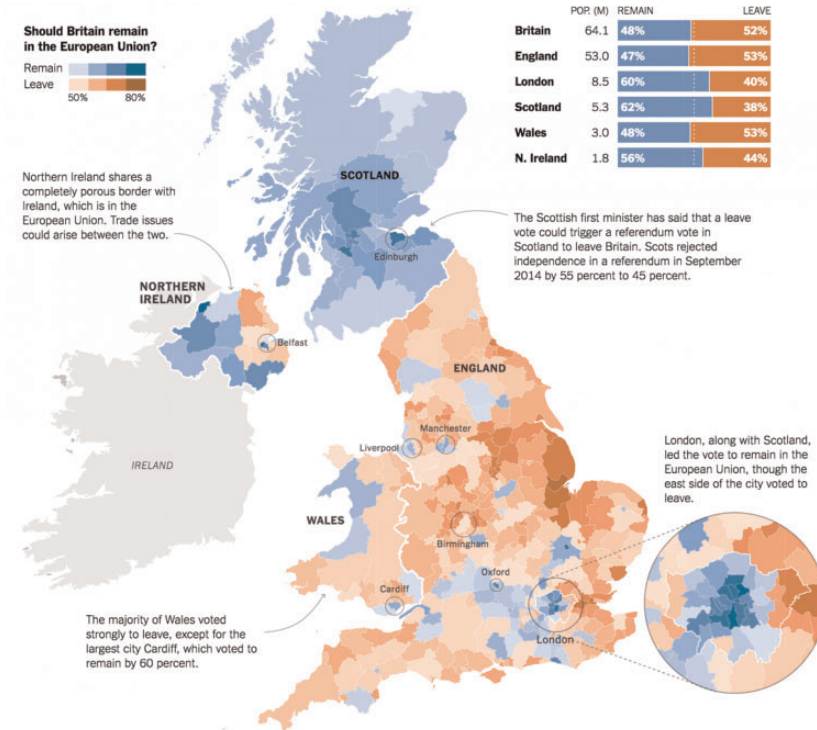 Should Britain remain
in the European Union?
Remain
Leave
50% 80%
POP. (M) REMAIN LEAVE
Britain 64.1 48% 52%
England 53.0 47% 53%
London 8.5 60% 40%
Scotland 5.3 62% 38%
Wales 3.0 48% 53%
N. Ireland 1.8 56% 44%
Northern Ireland shares a
completely porous border with
Ireland, which is in the
European Union. Trade issues
could arise between the two.
SCOTLAND
Edinburgh
The Scottish first minister has said that a leave
vote could trigger a referendum vote in
Scotland to leave Britain. Scots rejected
independence in a referendum in September
2014 by 55 percent to 45 percent.
NORTHERN
IRELAND
Belfast
ENGLAND
Manchester
Liverpool
IRELAND
WALES
Birmingham
Oxford
Cardiff
London
London, along with Scotland,
led the vote to remain in the
European Union, though the
east side of the city voted to
leave.
The majority of Wales voted
strongly to leave, except for the
largest city Cardiff, which voted to
remain by 60 percent.